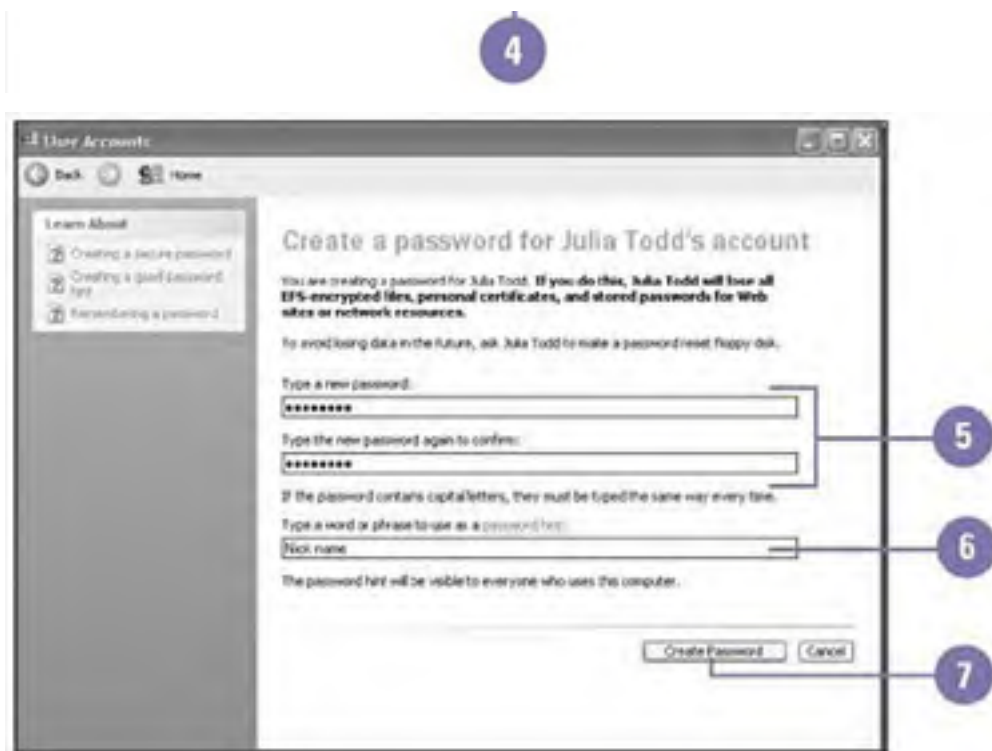 4
User Accounts
Back Home
Learn About
Creating a secure password
Creating a good password
hint
Remembering a password
Create a password for Julia Todd's account
You are creating a password for Julia Todd. If you do this, Julia Todd will lose all
EFS-encrypted files, personal certificates, and stored passwords for Web
sites or network resources.
To avoid losing data in the future, ask Julia Todd to make a password reset floppy disk.
Type a new password:
••••••••
Type the new password again to confirm:
••••••••
5
If the password contains capital letters, they must be typed the same way every time.
Type a word or phrase to use as a password hint:
Nick name
6
The password hint will be visible to everyone who uses this computer.
Create Password Cancel
7